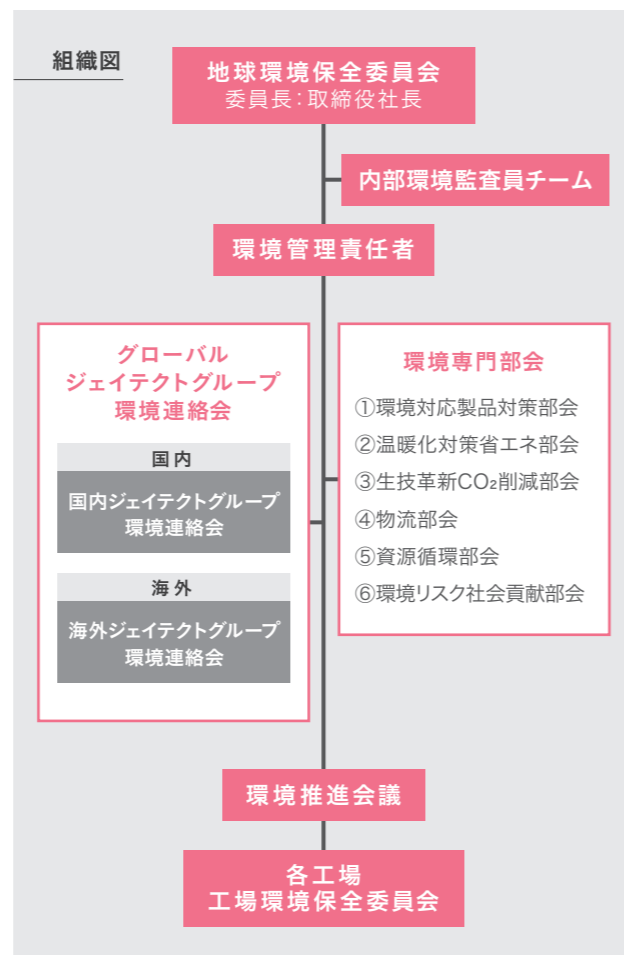 組織図
地球環境保全委員会
委員長：取締役社長
内部環境監査員チーム
環境管理責任者
グローバル
ジェイテクトグループ
環境連絡会
国内
国内ジェイテクトグループ
環境連絡会
海外
海外ジェイテクトグループ
環境連絡会
環境専門部会
①環境対応製品対策部会
②温暖化対策省エネ部会
③生技革新CO₂削減部会
④物流部会
⑤資源循環部会
⑥環境リスク社会貢献部会
環境推進会議
各工場
工場環境保全委員会